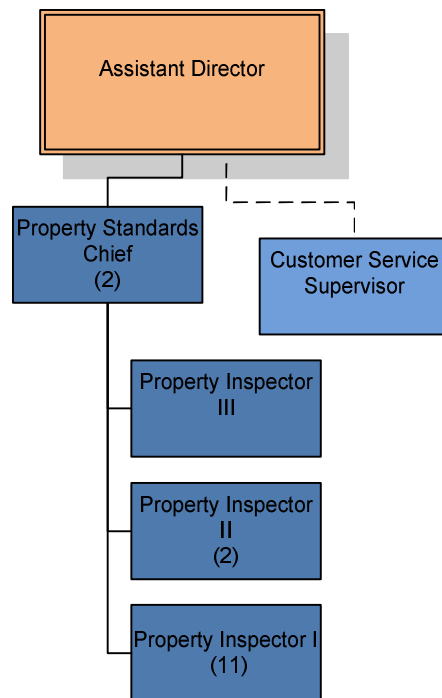 Assistant Director
Property Standards
Chief
(2)
Customer Service
Supervisor
Property Inspector
III
Property Inspector
II
(2)
Property Inspector I
(11)